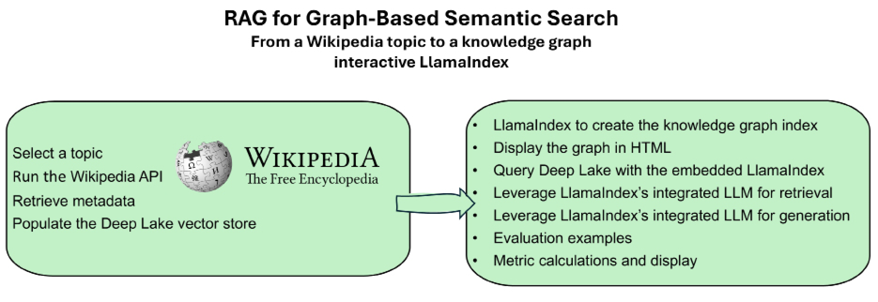 RAG for Graph-Based Semantic Search
From a Wikipedia topic to a knowledge graph
interactive LlamaIndex
Select a topic
Run the Wikipedia API
Retrieve metadata
Populate the Deep Lake vector store
WIKIPEDIA
The Free Encyclopedia
• LlamaIndex to create the knowledge graph index
• Display the graph in HTML
• Query Deep Lake with the embedded LlamaIndex
• Leverage LlamaIndex's integrated LLM for retrieval
• Leverage LlamaIndex's integrated LLM for generation
• Evaluation examples
• Metric calculations and display